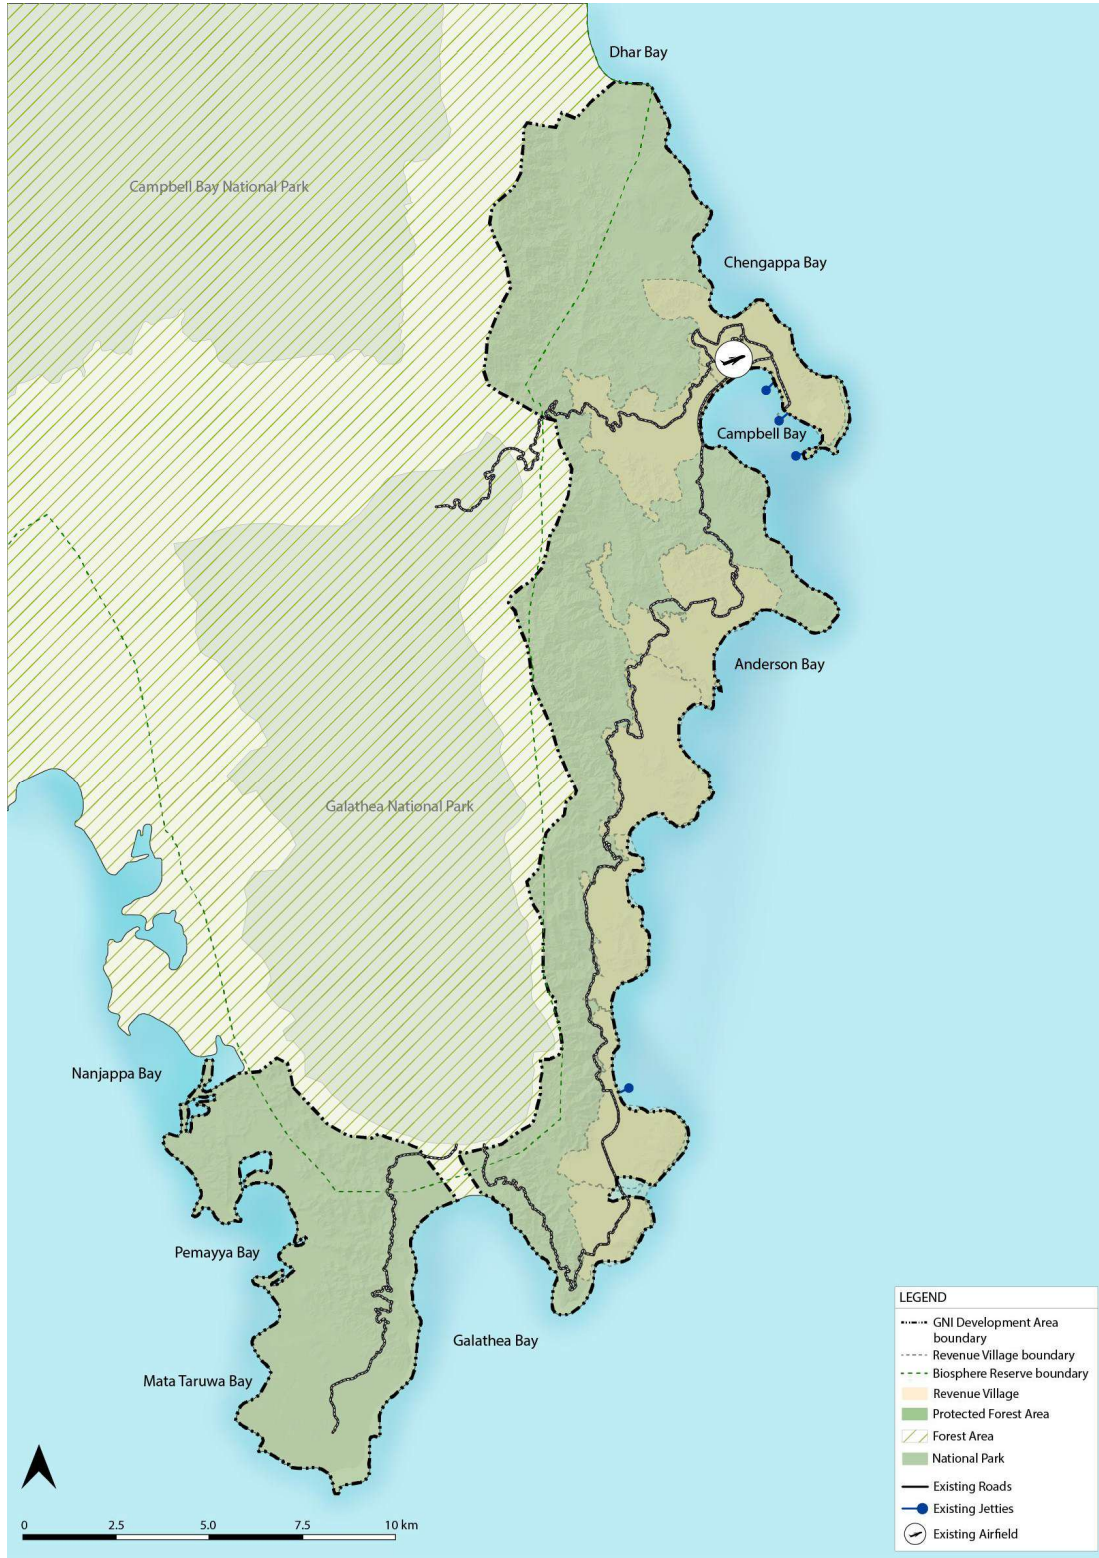 Dhar Bay
Campbell Bay National Park
Chengappa Bay
Campbell Bay
Anderson Bay
Galathea National Park
Nanjappa Bay
Pemayya Bay
Galathea Bay
Mata Taruwa Bay
LEGEND
GNI Development Area
boundary
Revenue Village boundary
Biosphere Reserve boundary
Revenue Village
Protected Forest Area
Forest Area
National Park
Existing Roads
Existing Jetties
Existing Airfield
0 2.5 5.0 7.5 10 km